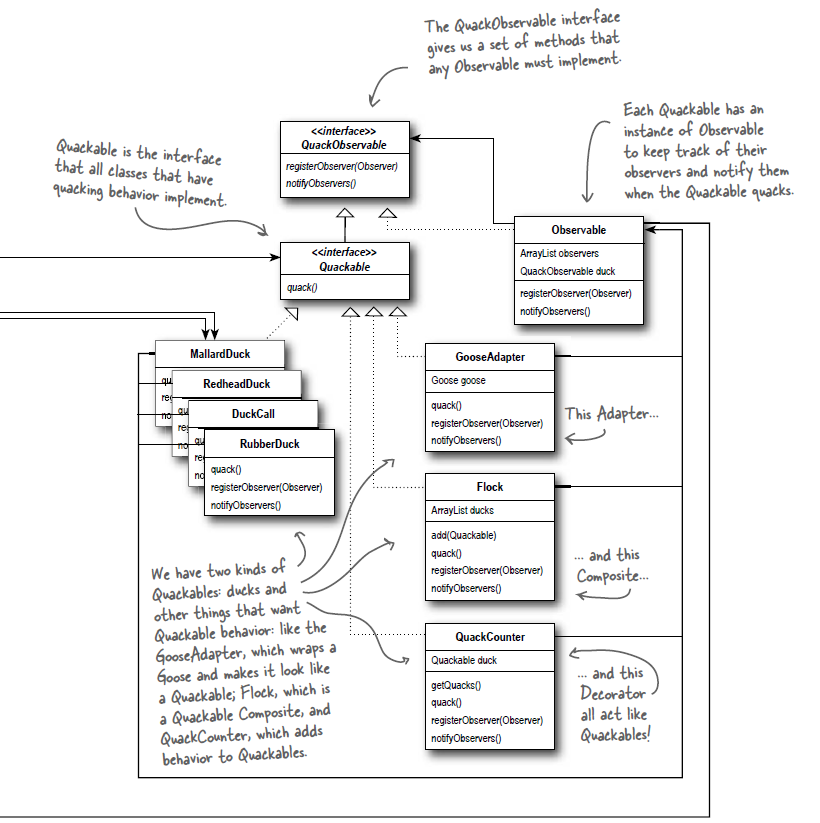 The QuackObservable interface
gives us a set of methods that
any Observable must implement.
Each Quackable has an
instance of Observable
to keep track of their
observers and notify them
when the Quackable quacks.
Quackable is the interface
that all classes that have
quacking behavior implement.
<<interface>>
QuackObservable
registerObserver(Observer)
notifyObservers()
<<interface>>
Quackable
quack()
Observable
ArrayList observers
QuackObservable duck
registerObserver(Observer)
notifyObservers()
MallardDuck
qu
reg
no
RedheadDuck
qu
re
no
DuckCall
qu
re
no
RubberDuck
quack()
registerObserver(Observer)
notifyObservers()
GooseAdapter
Goose goose
quack()
registerObserver(Observer)
notifyObservers()
This Adapter...
Flock
ArrayList ducks
add(Quackable)
quack()
registerObserver(Observer)
notifyObservers()
... and this
Composite...
QuackCounter
Quackable duck
getQuacks()
quack()
registerObserver(Observer)
notifyObservers()
... and this
Decorator
all act like
Quackables!
We have two kinds of
Quackables: ducks and
other things that want
Quackable behavior: like the
GooseAdapter, which wraps a
Goose and makes it look like
a Quackable; Flock, which is
a Quackable Composite, and
QuackCounter, which adds
behavior to Quackables.